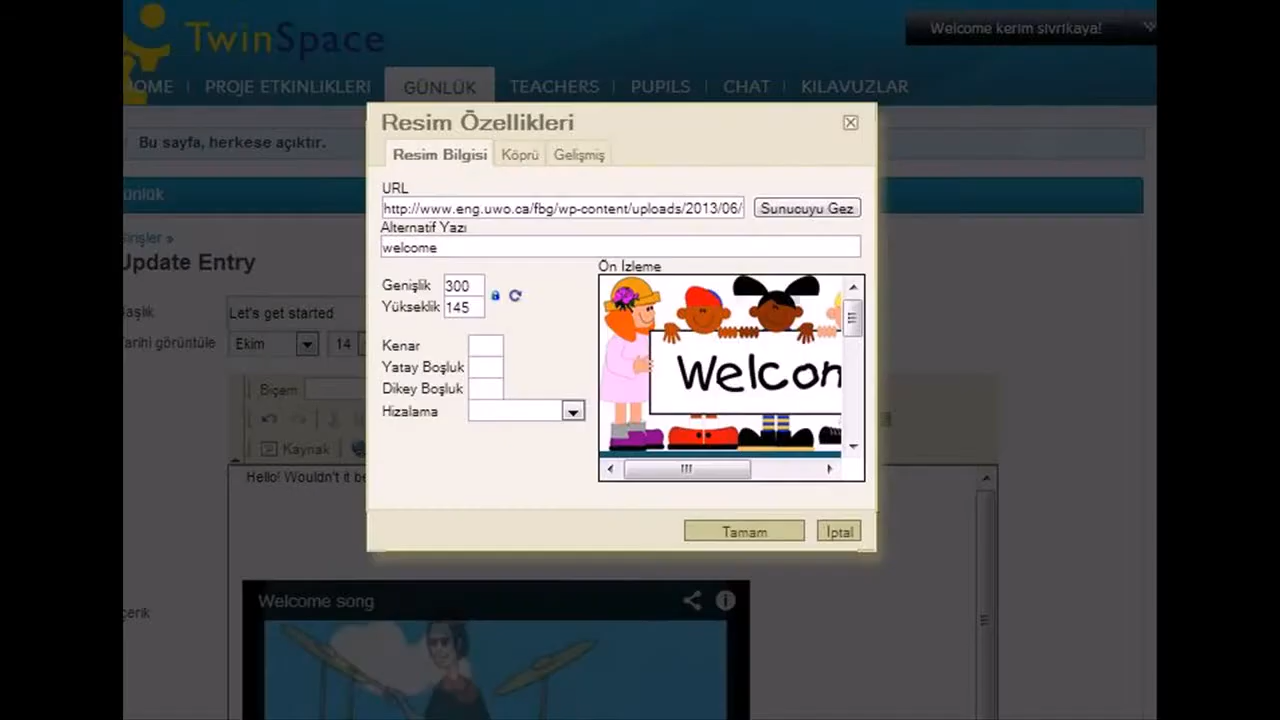 TwinSpace
Welcome kerim sivrikaya!
OME PROJE ETKINLIKLERI GÜNLÜK TEACHERS PUPILS CHAT KILAVUZLAR
Resim Özellikleri
Bu sayfa, herkese açıktır.
Resim Bilgisi Köprü Gelişmiş
URL
http://www.eng.uwo.ca/fbg/wp-content/uploads/2013/06/ Sunucuyu Gez
Alternatif Yazı
welcome
Genişlik 300
Yükseklik 145
Ön İzleme
Welcom
Kenar
Yatay Boşluk
Dikey Boşluk
Hizalama
Tamam İptal
Update Entry
Let's get started
arihi görüntüle Ekim 14
Biçem
Kaynak
Hello! Wouldn't it be
Welcome song